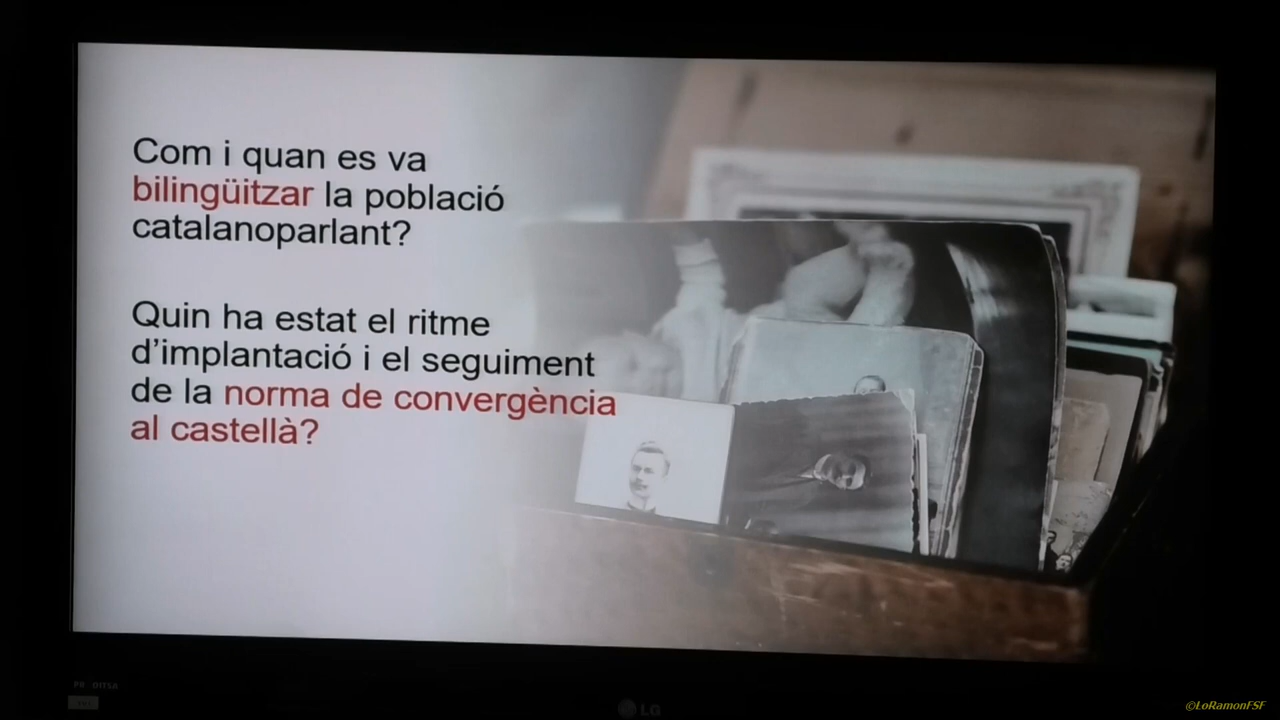 Com i quan es va
bilingüitzar la població
catalanoparlant?
Quin ha estat el ritme
d'implantació i el seguiment
de la norma de convergència
al castellà?
LG
©LoRamonFSF